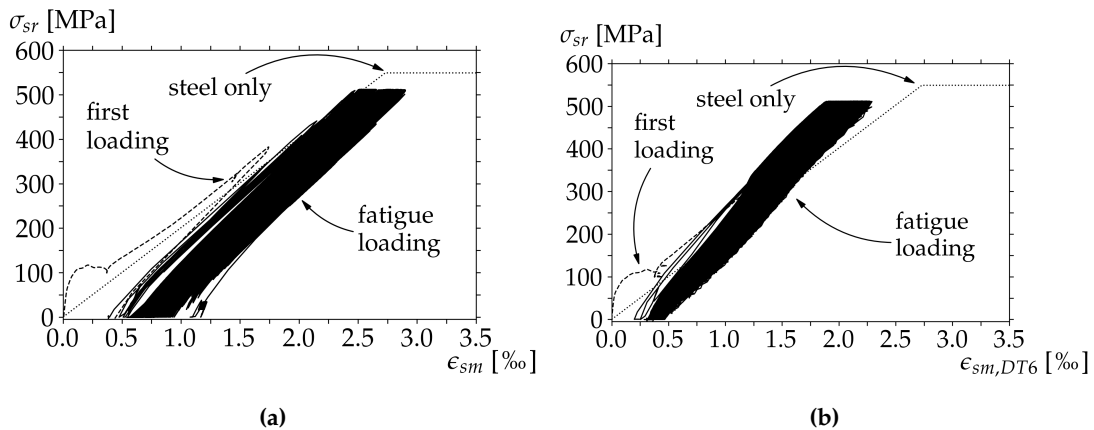 σsr [MPa]
600
500
400
300
200
100
0
0.0 0.5 1.0 1.5 2.0 2.5 3.0 3.5
ϵsm [‰]
steel only
first
loading
fatigue
loading
(a)
σsr [MPa]
600
500
400
300
200
100
0
0.0 0.5 1.0 1.5 2.0 2.5 3.0 3.5
ϵsm,DT6 [‰]
steel only
first
loading
fatigue
loading
(b)